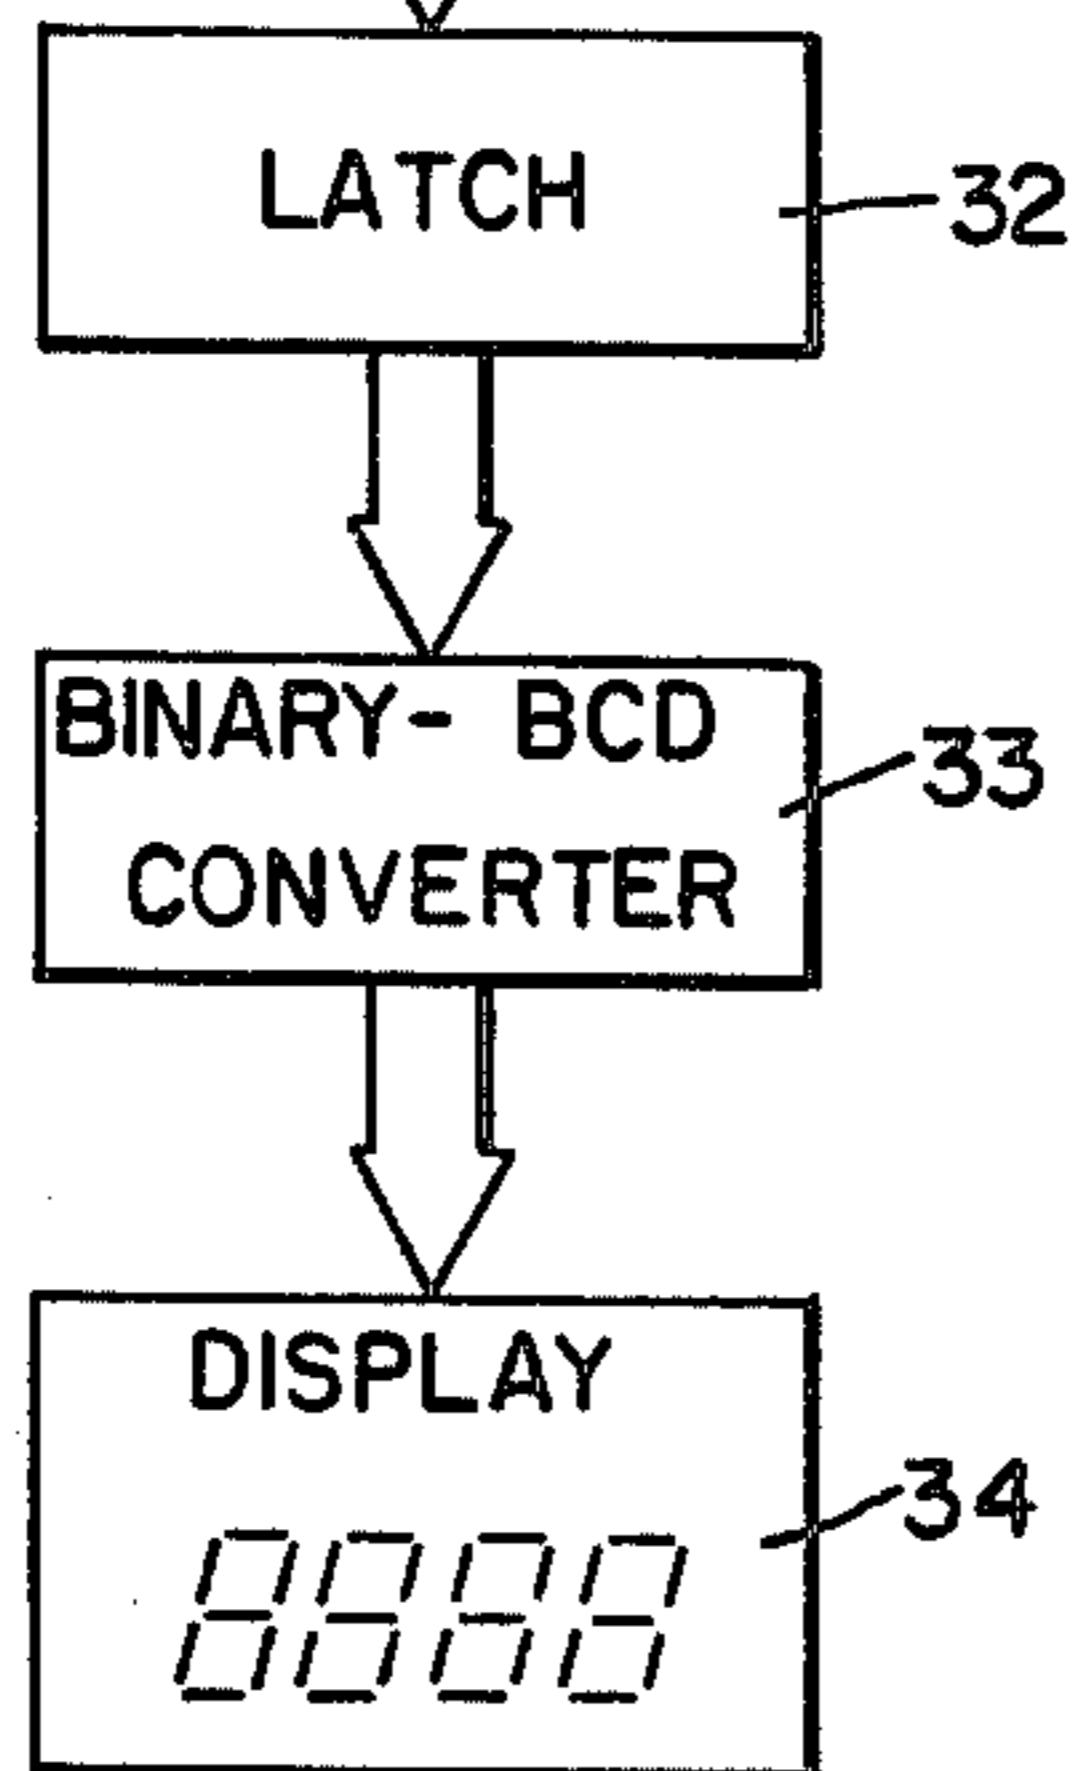 LATCH
32
BINARY- BCD
CONVERTER
33
DISPLAY
34
8888